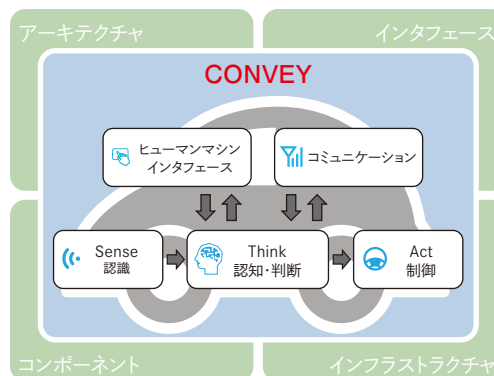 アーキテクチャ
インタフェース
CONVEY
ヒューマンマシン
インタフェース
コミュニケーション
Sense
認識
Think
認知・判断
Act
制御
コンポーネント
インフラストラクチャ